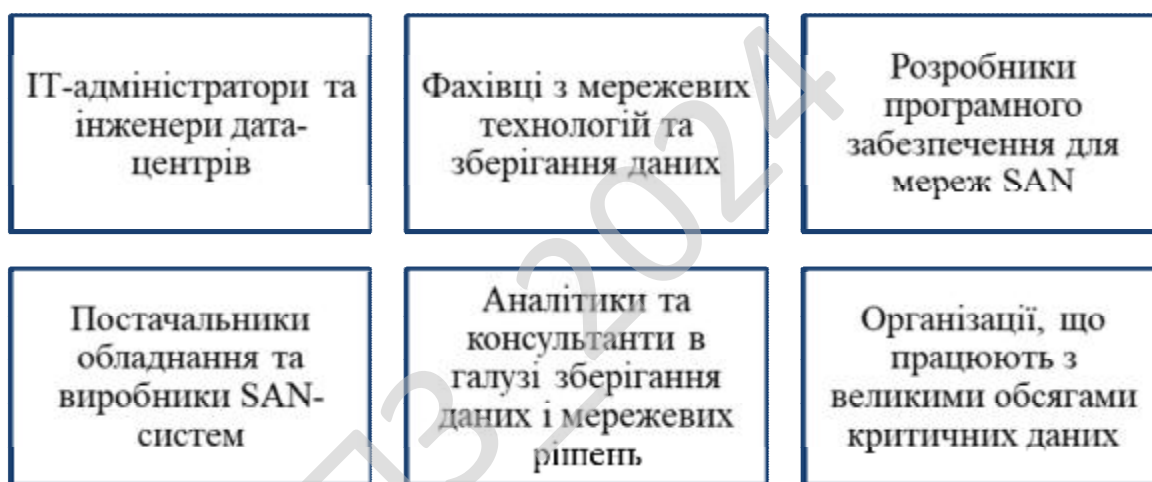 ІТ-адміністратори та
інженери дата-
центрів
Фахівці з мережевих
технологій та
зберігання даних
Розробники
програмного
забезпечення для
мереж SAN
Постачальники
обладнання та
виробники SAN-
систем
Аналітики та
консультанти в
галузі зберігання
даних і мережевих
рішень
Організації, що
працюють з
великими обсягами
критичних даних